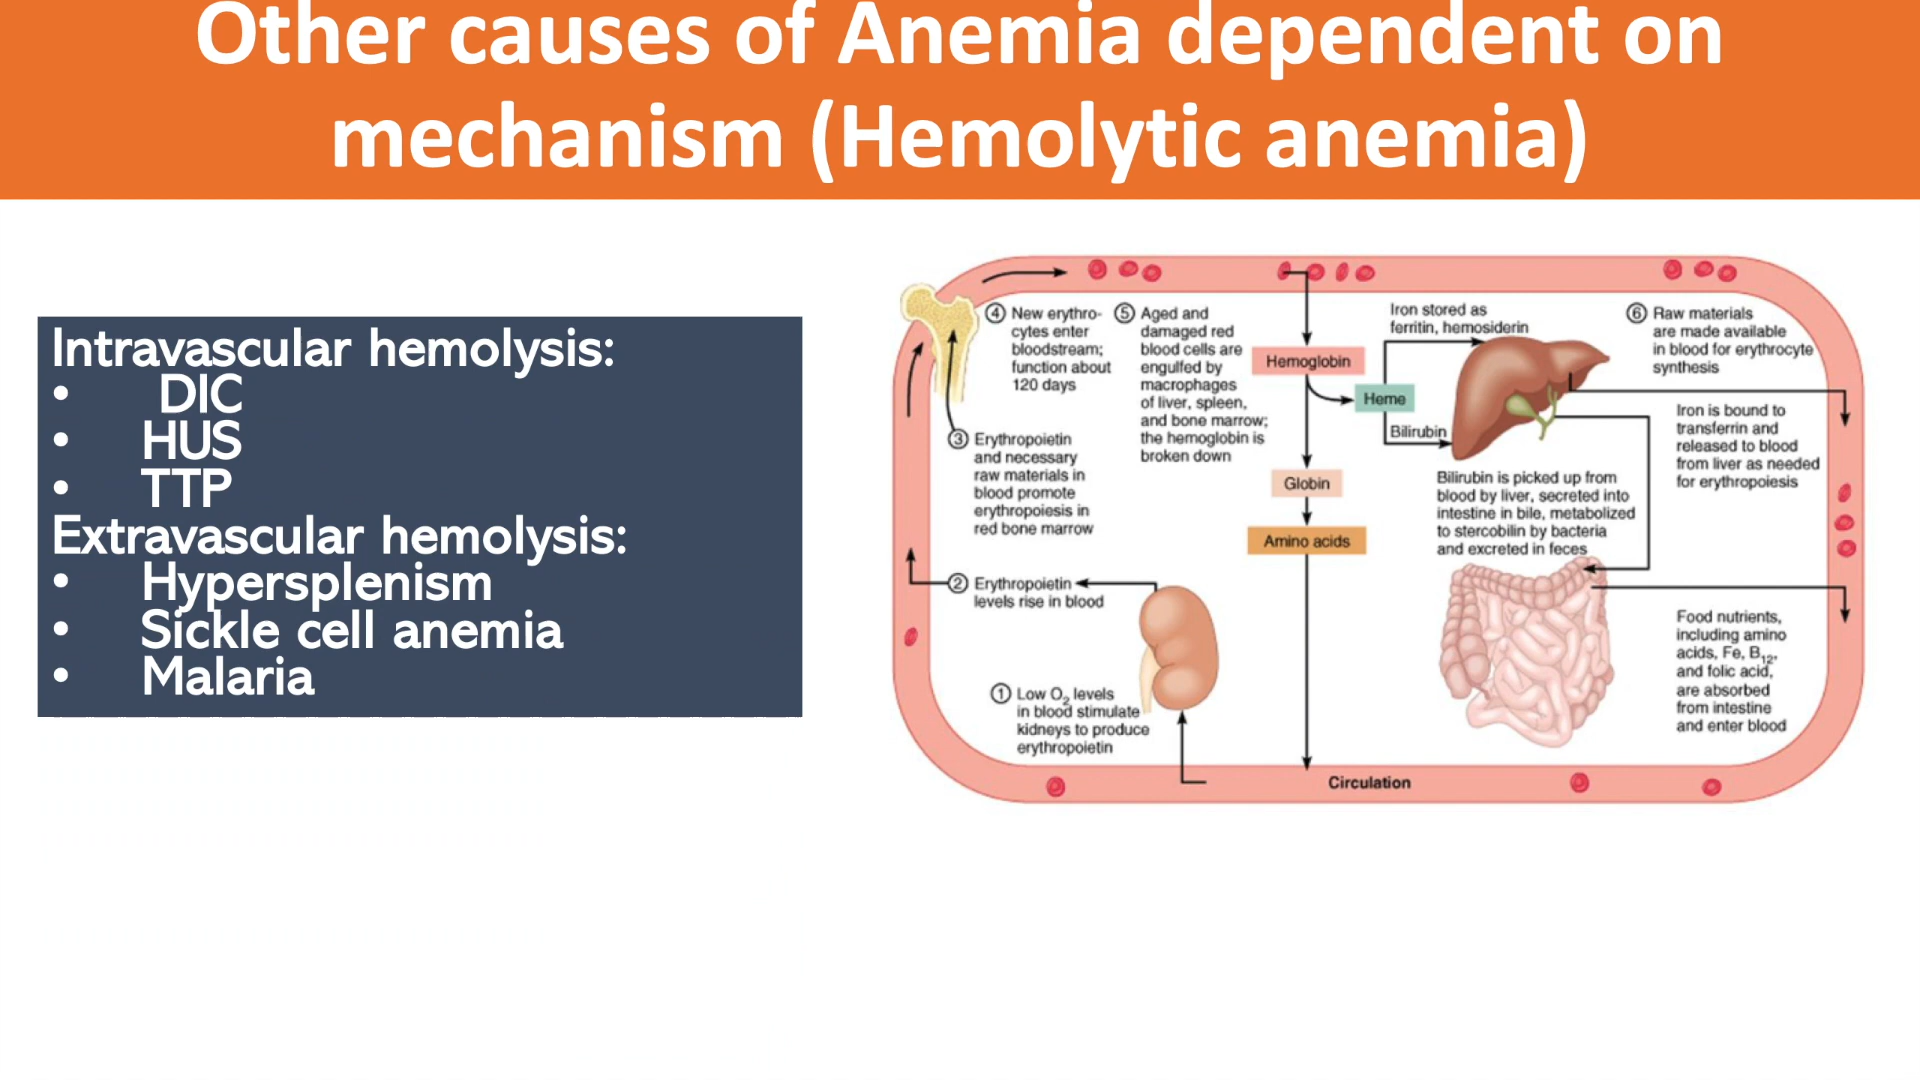 Other causes of Anemia dependent on
mechanism (Hemolytic anemia)
Intravascular hemolysis:
• DIC
• HUS
• TTP
Extravascular hemolysis:
• Hypersplenism
• Sickle cell anemia
• Malaria
④ New erythro-
cytes enter
bloodstream;
function about
120 days
⑤ Aged and
damaged red
blood cells are
engulfed by
macrophages
of liver, spleen,
and bone marrow;
the hemoglobin is
broken down
Hemoglobin
Heme
Globin
Amino acids
Iron stored as
ferritin, hemosiderin
Bilirubin
Bilirubin is picked up from
blood by liver, secreted into
intestine in bile, metabolized
to stercobilin by bacteria
and excreted in feces
⑥ Raw materials
are made available
in blood for erythrocyte
synthesis
Iron is bound to
transferrin and
released to blood
from liver as needed
for erythropoiesis
③ Erythropoietin
and necessary
raw materials in
blood promote
erythropoiesis in
red bone marrow
② Erythropoietin
levels rise in blood
① Low O₂ levels
in blood stimulate
kidneys to produce
erythropoietin
Food nutrients,
including amino
acids, Fe, B₁₂,
and folic acid,
are absorbed
from intestine
and enter blood
Circulation